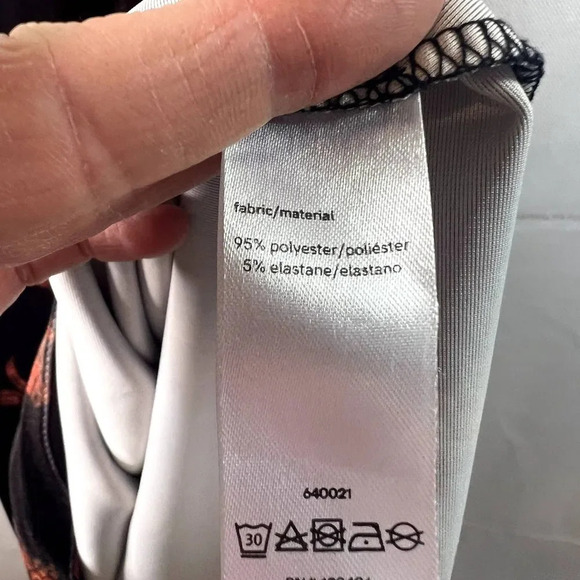 fabric/material
95% polyester/poliéster
5% elastane/elastano
640021
30